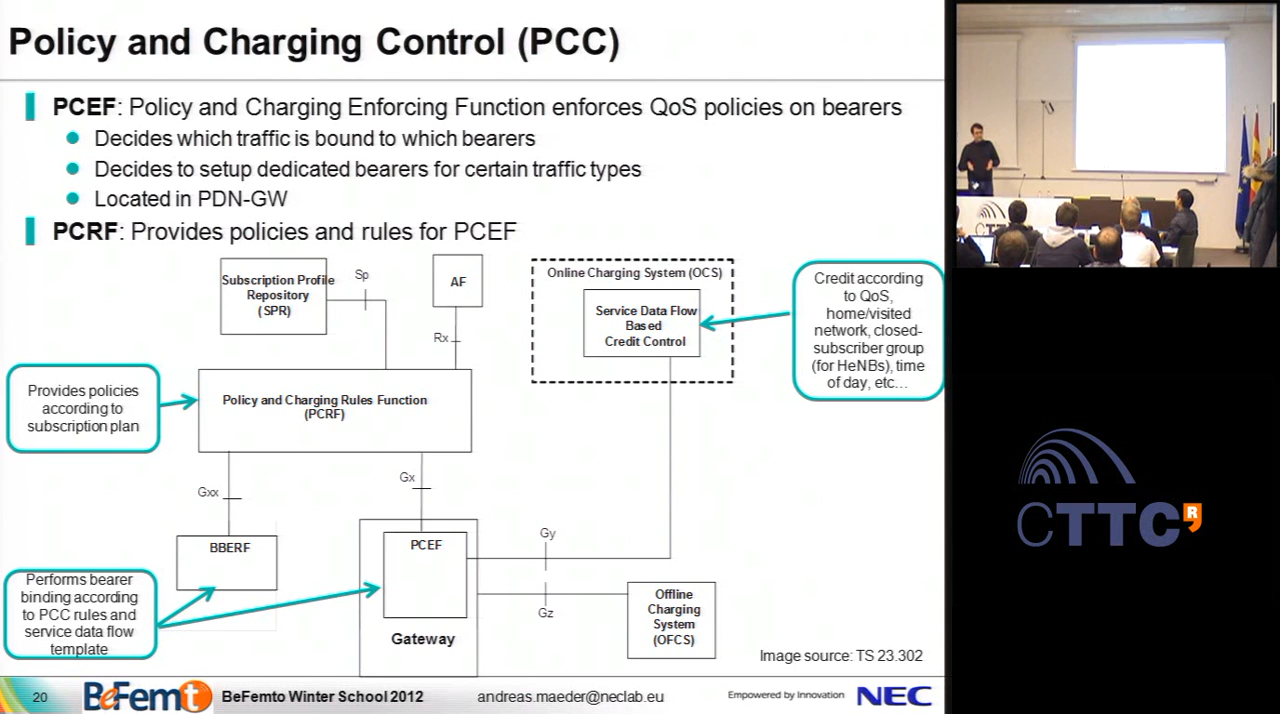 Policy and Charging Control (PCC)
PCEF: Policy and Charging Enforcing Function enforces QoS policies on bearers
Decides which traffic is bound to which bearers
Decides to setup dedicated bearers for certain traffic types
Located in PDN-GW
PCRF: Provides policies and rules for PCEF
Subscription Profile
Repository
(SPR)
Sp
AF
Rx
Online Charging System (OCS)
Service Data Flow
Based
Credit Control
Credit according
to QoS,
home/visited
network, closed-
subscriber group
(for HeNBs), time
of day, etc...
Provides policies
according to
subscription plan
Policy and Charging Rules Function
(PCRF)
Gxx
Gx
BBERF
PCEF
Gateway
Gy
Gz
Offline
Charging
System
(OFCS)
Performs bearer
binding according
to PCC rules and
service data flow
template
Image source: TS 23.302
20
BeFemt
BeFemto Winter School 2012
andreas.maeder@neclab.eu
Empowered by Innovation
NEC
CTTC
R